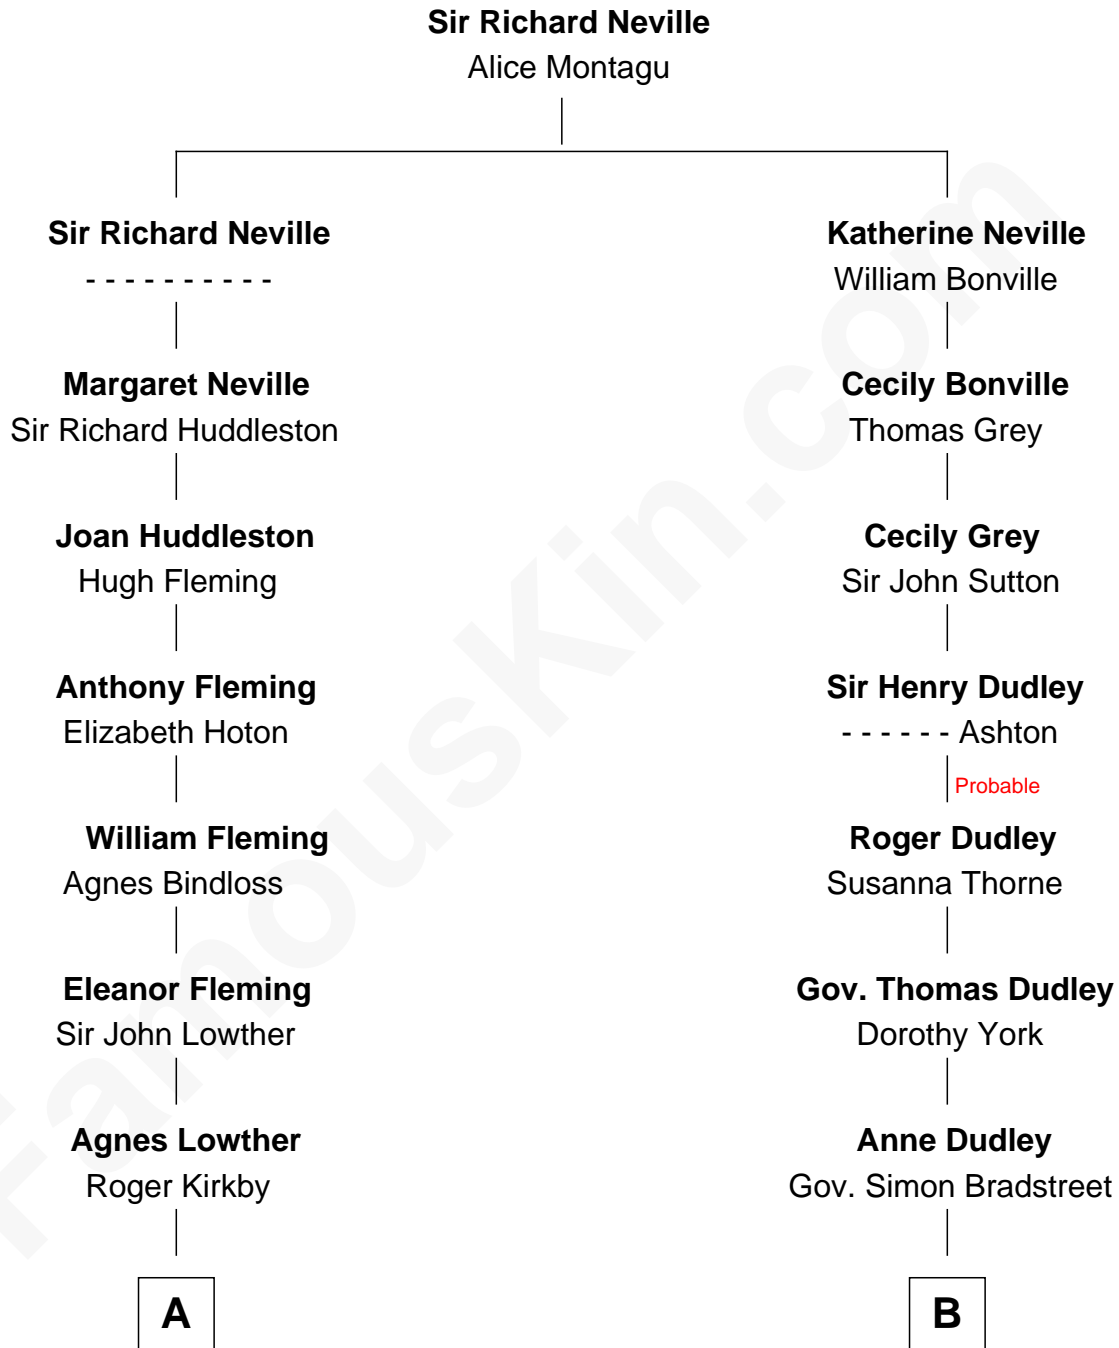 Sir Richard Neville
Alice Montagu
Sir Richard Neville
- - - - - - - - - -
Margaret Neville
Sir Richard Huddleston
Joan Huddleston
Hugh Fleming
Anthony Fleming
Elizabeth Hoton
William Fleming
Agnes Bindloss
Eleanor Fleming
Sir John Lowther
Agnes Lowther
Roger Kirkby
A
Katherine Neville
William Bonville
Cecily Bonville
Thomas Grey
Cecily Grey
Sir John Sutton
Sir Henry Dudley
- - - - - - Ashton
Probable
Roger Dudley
Susanna Thorne
Gov. Thomas Dudley
Dorothy York
Anne Dudley
Gov. Simon Bradstreet
B
FamousKin.com